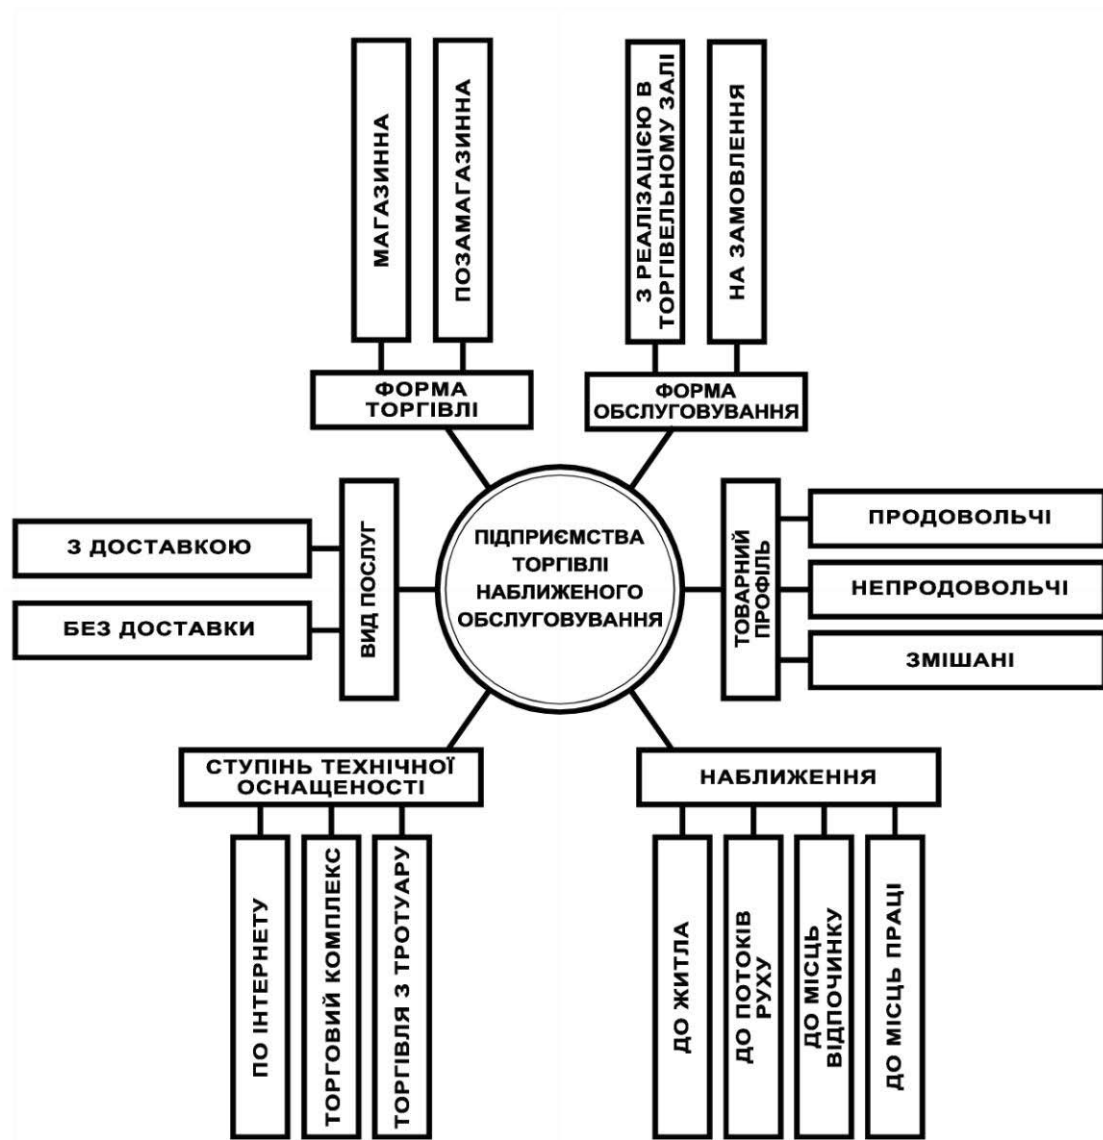 МАГАЗИННА
ПОЗАМАГАЗИННА
З РЕАЛІЗАЦІЄЮ В
ТОРГІВЕЛЬНОМУ ЗАЛІ
НА ЗАМОВЛЕННЯ
ФОРМА
ТОРГІВЛІ
ФОРМА
ОБСЛУГОВУВАННЯ
З ДОСТАВКОЮ
БЕЗ ДОСТАВКИ
ВИД ПОСЛУГ
ПІДПРИЄМСТВА
ТОРГІВЛІ
НАБЛИЖЕНОГО
ОБСЛУГОВУВАННЯ
ТОВАРНИЙ
ПРОФІЛЬ
ПРОДОВОЛЬЧІ
НЕПРОДОВОЛЬЧІ
ЗМІШАНІ
СТУПІНЬ ТЕХНІЧНОЇ
ОСНАЩЕНОСТІ
НАБЛИЖЕННЯ
ПО ІНТЕРНЕТУ
ТОРГОВИЙ КОМПЛЕКС
ТОРГІВЛЯ З ТРОТУАРУ
ДО ЖИТЛА
ДО ПОТОКІВ
РУХУ
ДО МІСЦЬ
ВІДПОЧИНКУ
ДО МІСЦЬ ПРАЦІ